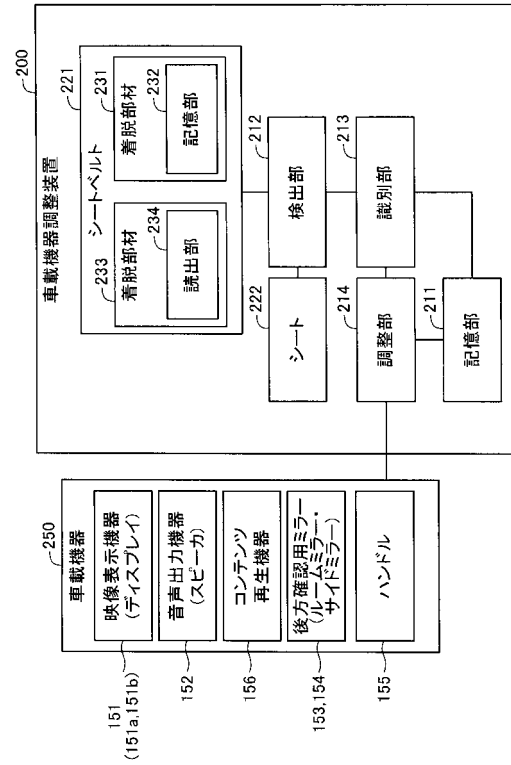 車載機器調整装置
200
シートベルト
221
着脱部材
231
記憶部
232
着脱部材
233
読出部
234
検出部
212
シート
222
識別部
213
調整部
214
記憶部
211
車載機器
250
映像表示機器
(ディスプレイ)
151
(151a,151b)
音声出力機器
(スピーカ)
152
コンテンツ
再生機器
156
後方確認用ミラー
(ルームミラー・
サイドミラー)
153,154
ハンドル
155